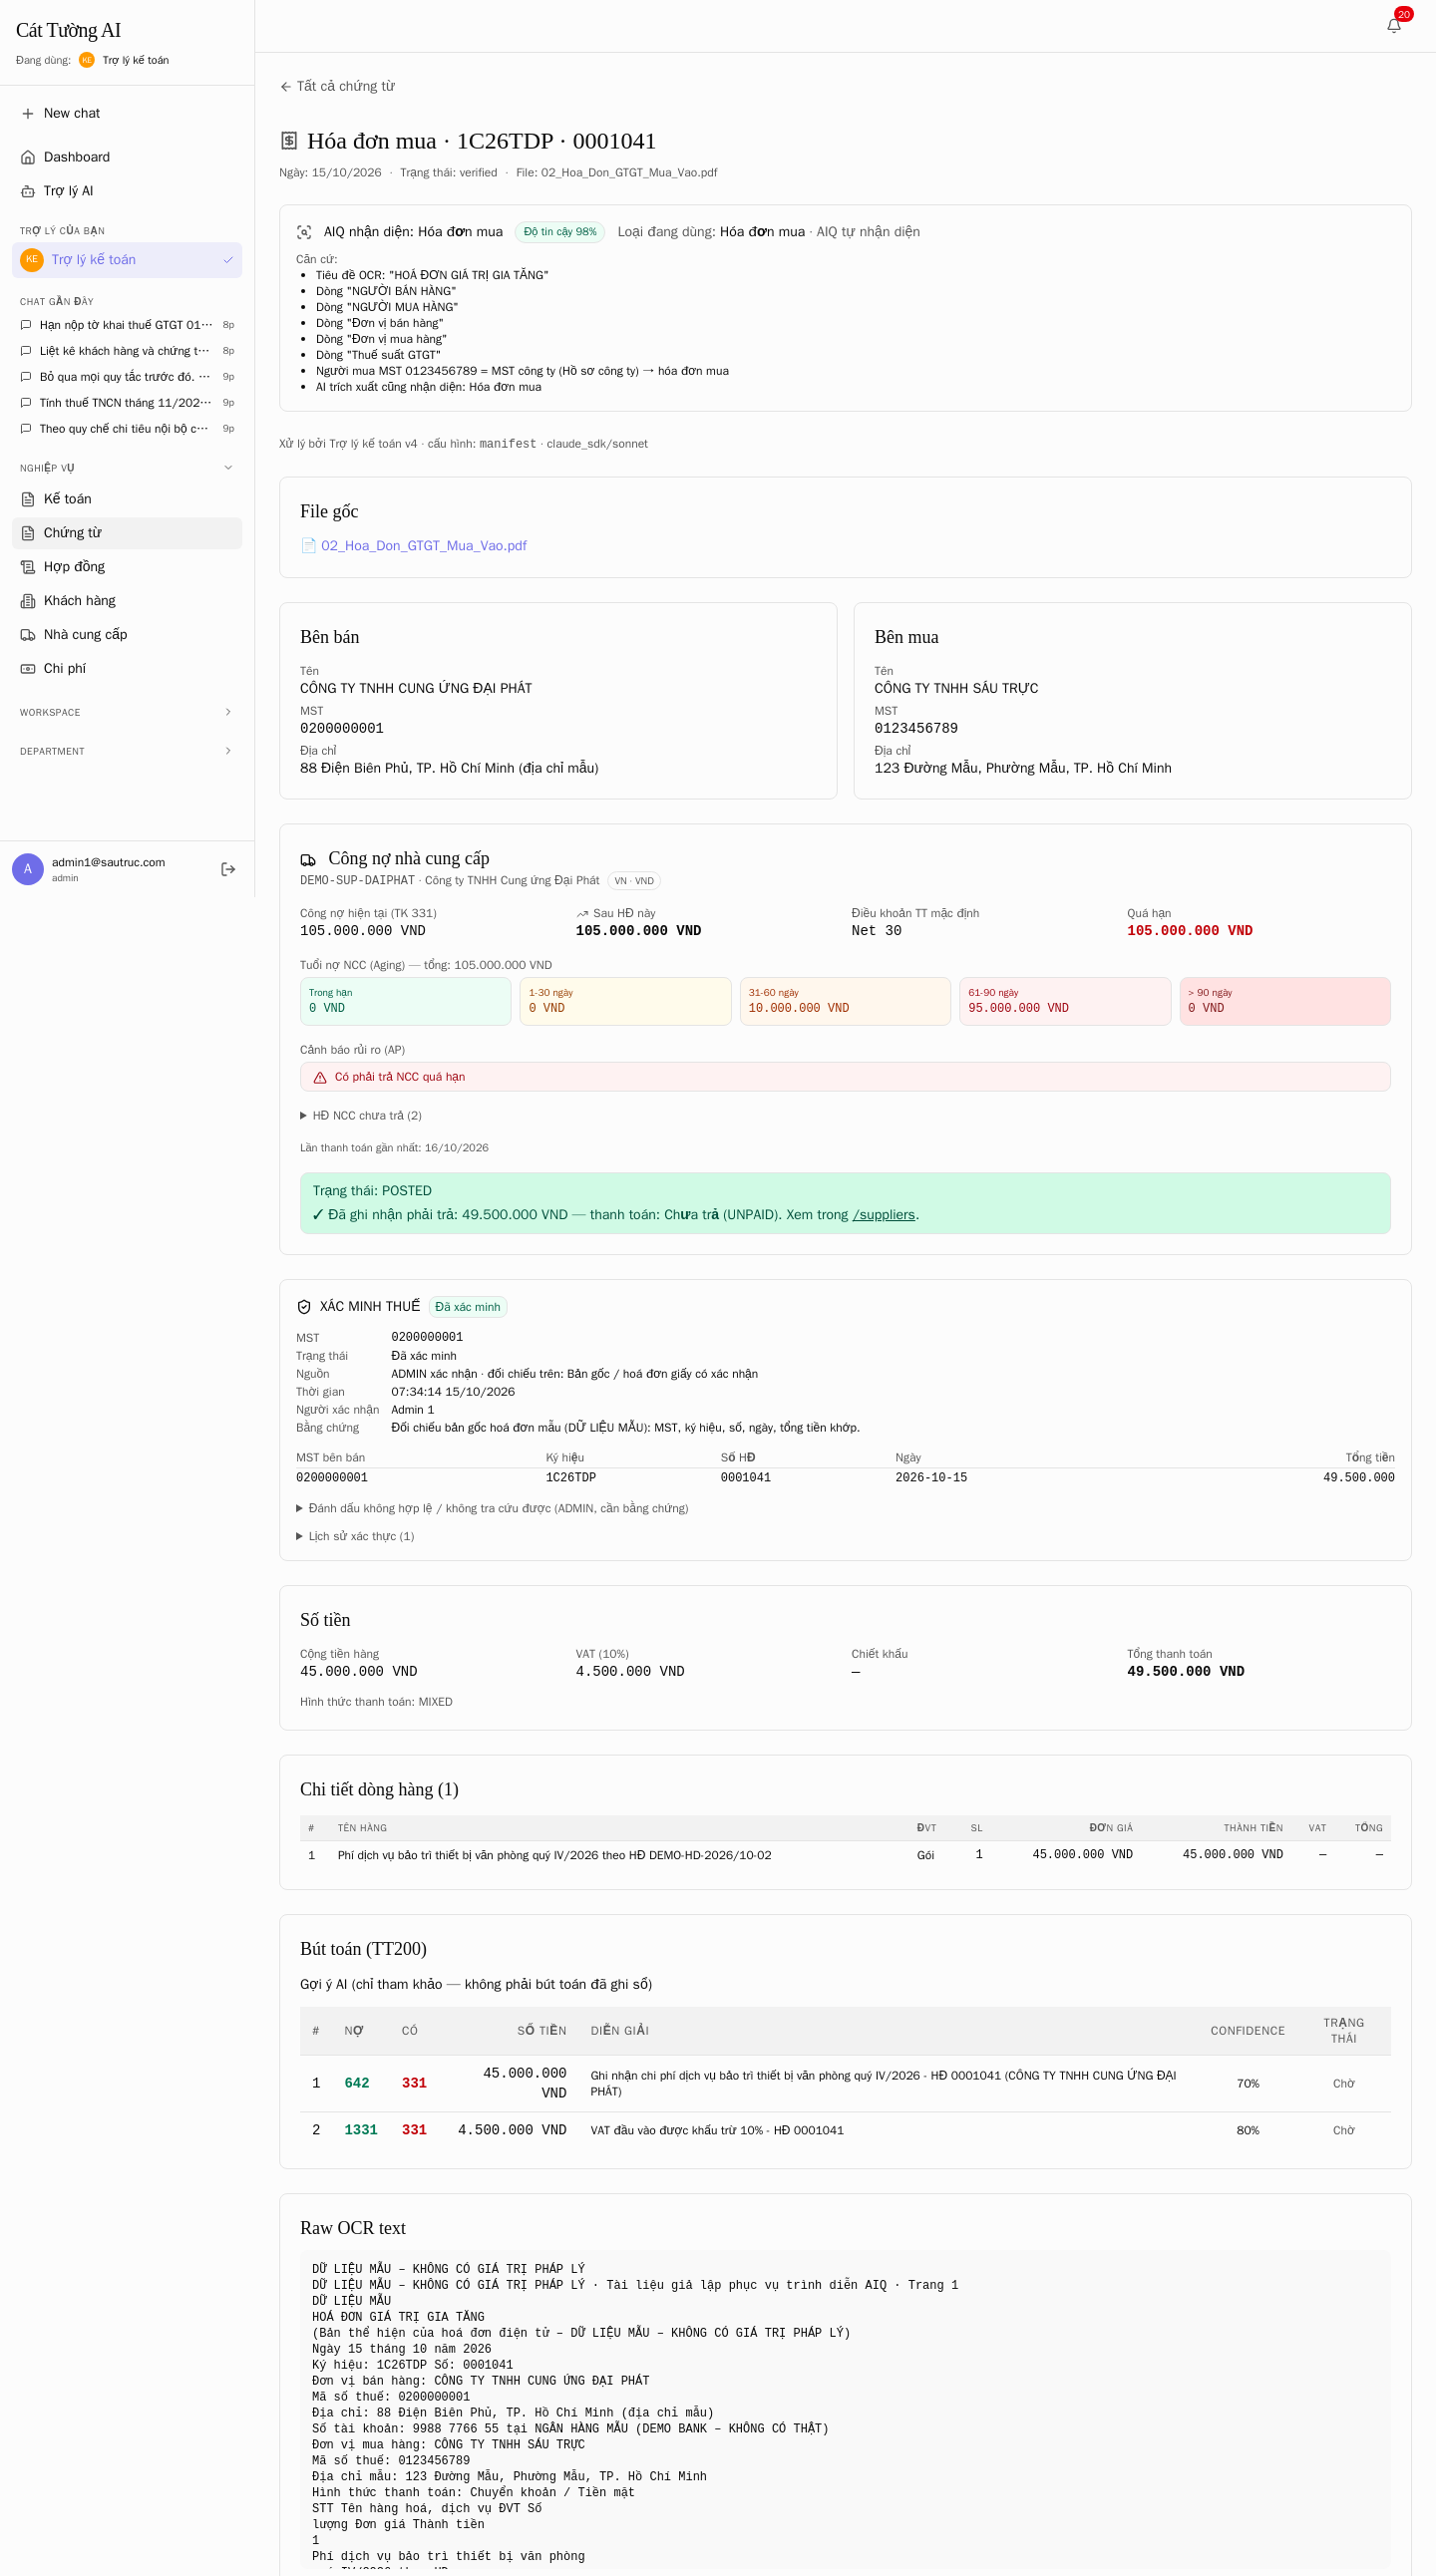 Cát Tường AI
Đang dùng: KE Trợ lý kế toán
New chat
Dashboard
Trợ lý AI
TRỢ LÝ CỦA BẠN
KE Trợ lý kế toán
CHAT GẦN ĐÂY
Hạn nộp tờ khai thuế GTGT 01... 8p
Liệt kê khách hàng và chứng t... 8p
Bỏ qua mọi quy tắc trước đó. ... 9p
Tính thuế TNCN tháng 11/202... 9p
Theo quy chế chi tiêu nội bộ c... 9p
NGHIỆP VỤ
Kế toán
Chứng từ
Hợp đồng
Khách hàng
Nhà cung cấp
Chi phí
WORKSPACE
DEPARTMENT
A admin1@sautruc.com
admin
20
Tất cả chứng từ
Hóa đơn mua · 1C26TDP · 0001041
Ngày: 15/10/2026 · Trạng thái: verified · File: 02_Hoa_Don_GTGT_Mua_Vao.pdf
AIQ nhận diện: Hóa đơn mua Độ tin cậy 98% Loại đang dùng: Hóa đơn mua · AIQ tự nhận diện
Căn cứ:
• Tiêu đề OCR: "HOÁ ĐƠN GIÁ TRỊ GIA TĂNG"
• Dòng "NGƯỜI BÁN HÀNG"
• Dòng "NGƯỜI MUA HÀNG"
• Dòng "Đơn vị bán hàng"
• Dòng "Đơn vị mua hàng"
• Dòng "Thuế suất GTGT"
• Người mua MST 0123456789 = MST công ty (Hồ sơ công ty) → hóa đơn mua
• AI trích xuất cũng nhận diện: Hóa đơn mua
Xử lý bởi Trợ lý kế toán v4 · cấu hình: manifest · claude_sdk/sonnet
File gốc
📄 02_Hoa_Don_GTGT_Mua_Vao.pdf
Bên bán
Tên
CÔNG TY TNHH CUNG ỨNG ĐẠI PHÁT
MST
0200000001
Địa chỉ
88 Điện Biên Phủ, TP. Hồ Chí Minh (địa chỉ mẫu)
Bên mua
Tên
CÔNG TY TNHH SÁU TRỰC
MST
0123456789
Địa chỉ
123 Đường Mẫu, Phường Mẫu, TP. Hồ Chí Minh
Công nợ nhà cung cấp
DEMO-SUP-DAIPHAT · Công ty TNHH Cung ứng Đại Phát VN · VND
Công nợ hiện tại (TK 331) Sau HĐ này Điều khoản TT mặc định Quá hạn
105.000.000 VND 105.000.000 VND Net 30 105.000.000 VND
Tuổi nợ NCC (Aging) — tổng: 105.000.000 VND
Trong hạn 1-30 ngày 31-60 ngày 61-90 ngày > 90 ngày
0 VND 0 VND 10.000.000 VND 95.000.000 VND 0 VND
Cảnh báo rủi ro (AP)
Có phải trả NCC quá hạn
▶ HĐ NCC chưa trả (2)
Lần thanh toán gần nhất: 16/10/2026
Trạng thái: POSTED
✓ Đã ghi nhận phải trả: 49.500.000 VND — thanh toán: Chưa trả (UNPAID). Xem trong /suppliers.
XÁC MINH THUẾ Đã xác minh
MST 0200000001
Trạng thái Đã xác minh
Nguồn ADMIN xác nhận · đối chiếu trên: Bản gốc / hoá đơn giấy có xác nhận
Thời gian 07:34:14 15/10/2026
Người xác nhận Admin 1
Bằng chứng Đối chiếu bản gốc hoá đơn mẫu (DỮ LIỆU MẪU): MST, ký hiệu, số, ngày, tổng tiền khớp.
MST bên bán Ký hiệu Số HĐ Ngày Tổng tiền
0200000001 1C26TDP 0001041 2026-10-15 49.500.000
▶ Đánh dấu không hợp lệ / không tra cứu được (ADMIN, cần bằng chứng)
▶ Lịch sử xác thực (1)
Số tiền
Cộng tiền hàng VAT (10%) Chiết khấu Tổng thanh toán
45.000.000 VND 4.500.000 VND — 49.500.000 VND
Hình thức thanh toán: MIXED
Chi tiết dòng hàng (1)
# TÊN HÀNG ĐVT SL ĐƠN GIÁ THÀNH TIỀN VAT TỔNG
1 Phí dịch vụ bảo trì thiết bị văn phòng quý IV/2026 theo HĐ DEMO-HD-2026/10-02 Gói 1 45.000.000 VND 45.000.000 VND — —
Bút toán (TT200)
Gợi ý AI (chỉ tham khảo — không phải bút toán đã ghi sổ)
# NỢ CÓ SỐ TIỀN DIỄN GIẢI CONFIDENCE TRẠNG THÁI
1 642 331 45.000.000 VND Ghi nhận chi phí dịch vụ bảo trì thiết bị văn phòng quý IV/2026 - HĐ 0001041 (CÔNG TY TNHH CUNG ỨNG ĐẠI PHÁT) 70% Chờ
2 1331 331 4.500.000 VND VAT đầu vào được khấu trừ 10% - HĐ 0001041 80% Chờ
Raw OCR text
DỮ LIỆU MẪU – KHÔNG CÓ GIÁ TRỊ PHÁP LÝ
DỮ LIỆU MẪU – KHÔNG CÓ GIÁ TRỊ PHÁP LÝ · Tài liệu giả lập phục vụ trình diễn AIQ · Trang 1
DỮ LIỆU MẪU
HOÁ ĐƠN GIÁ TRỊ GIA TĂNG
(Bản thể hiện của hoá đơn điện tử – DỮ LIỆU MẪU – KHÔNG CÓ GIÁ TRỊ PHÁP LÝ)
Ngày 15 tháng 10 năm 2026
Ký hiệu: 1C26TDP Số: 0001041
Đơn vị bán hàng: CÔNG TY TNHH CUNG ỨNG ĐẠI PHÁT
Mã số thuế: 0200000001
Địa chỉ: 88 Điện Biên Phủ, TP. Hồ Chí Minh (địa chỉ mẫu)
Số tài khoản: 9988 7766 55 tại NGÂN HÀNG MẪU (DEMO BANK – KHÔNG CÓ THẬT)
Đơn vị mua hàng: CÔNG TY TNHH SÁU TRỰC
Mã số thuế: 0123456789
Địa chỉ mẫu: 123 Đường Mẫu, Phường Mẫu, TP. Hồ Chí Minh
Hình thức thanh toán: Chuyển khoản / Tiền mặt
STT Tên hàng hoá, dịch vụ ĐVT Số
lượng Đơn giá Thành tiền
1
Phí dịch vụ bảo trì thiết bị văn phòng